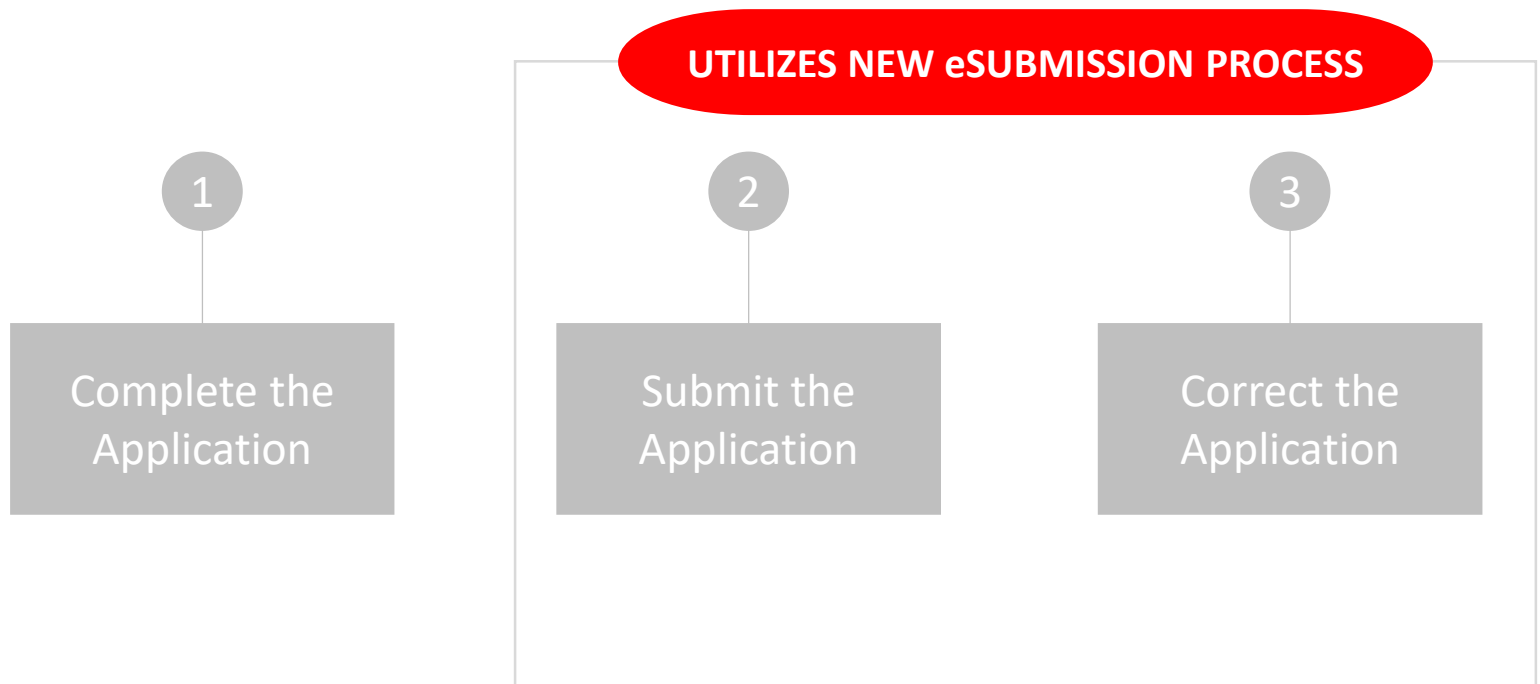 UTILIZES NEW eSUBMISSION PROCESS
1
2
3
Complete the
Application
Submit the
Application
Correct the
Application